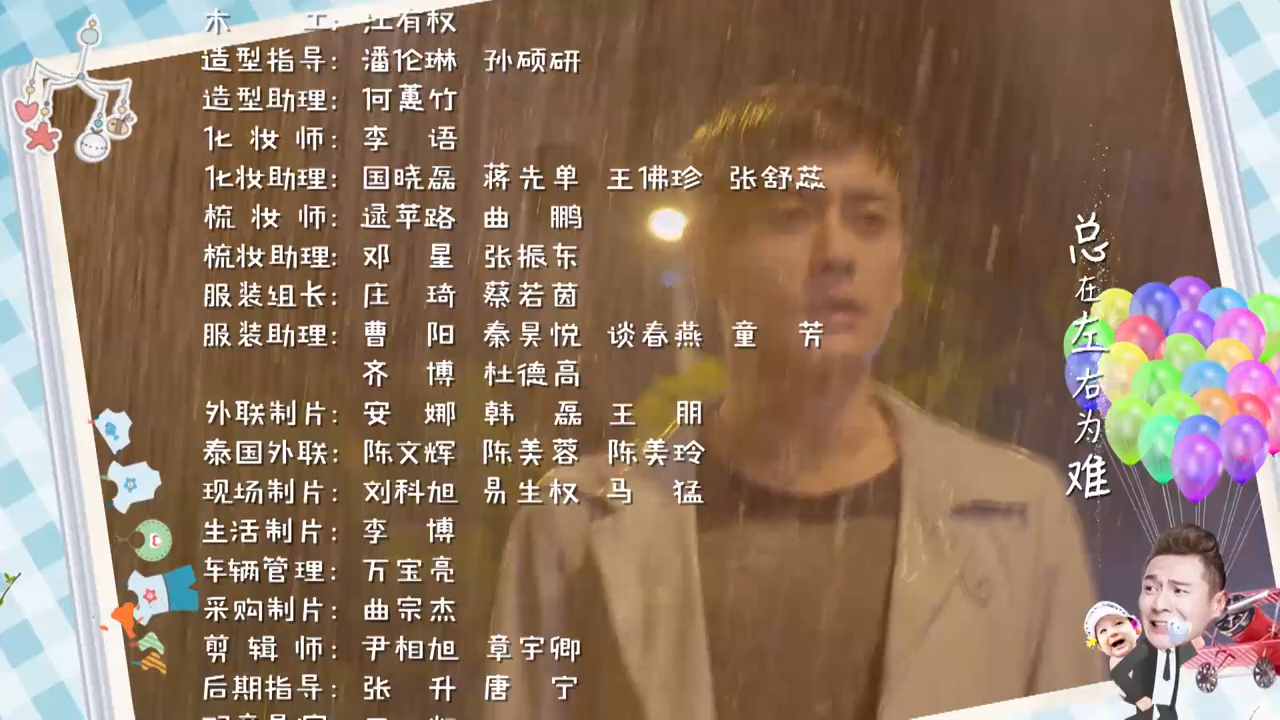 木　　工: 江有权
造型指导: 潘伦琳 孙硕研
造型助理: 何蕙竹
化 妆 师: 李　语
化妆助理: 国晓磊 蒋先单 王佛珍 张舒蕊
梳 妆 师: 逯苹路 曲　鹏
梳妆助理: 邓　星 张振东
服装组长: 庄　琦 蔡若茵
服装助理: 曹　阳 秦昊悦 谈春燕 童　芳
齐　博 杜德高
外联制片: 安　娜 韩　磊 王　朋
泰国外联: 陈文辉 陈美蓉 陈美玲
现场制片: 刘科旭 易生权 马　猛
生活制片: 李　博
车辆管理: 万宝亮
采购制片: 曲宗杰
剪 辑 师: 尹相旭 章宇卿
后期指导: 张　升 唐　宁
总在左右为难